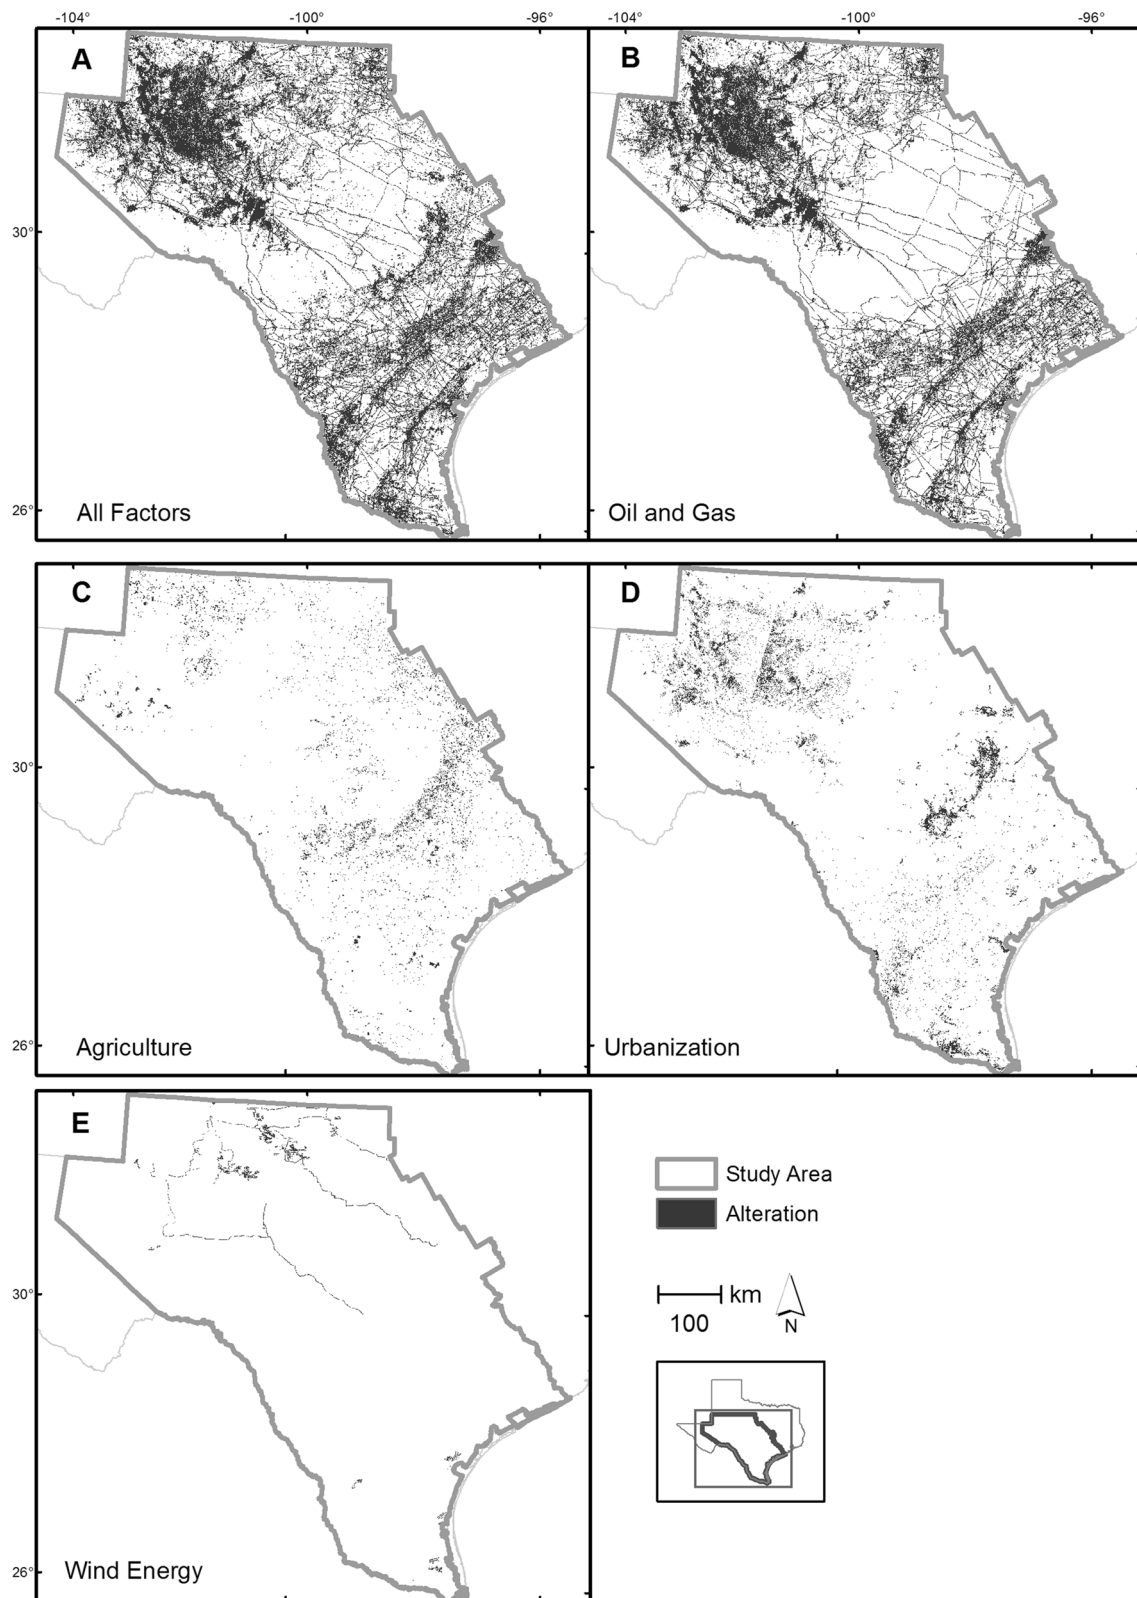 -104° -100° -96° -104° -100° -96°
A B
30°
26° All Factors Oil and Gas
C D
30°
26° Agriculture Urbanization
E
Study Area
Alteration
30° km
100 N
26° Wind Energy